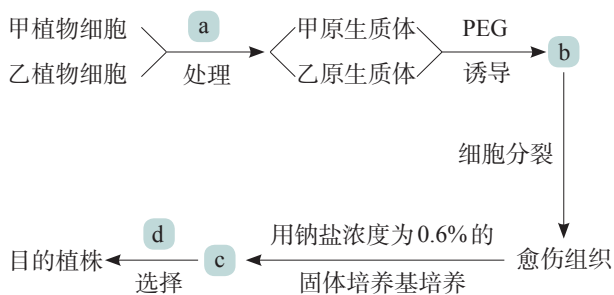 甲植物细胞
乙植物细胞
a
处理
甲原生质体
乙原生质体
PEG
诱导
b
细胞分裂
愈伤组织
用钠盐浓度为0.6%的
固体培养基培养
c
d
选择
目的植株